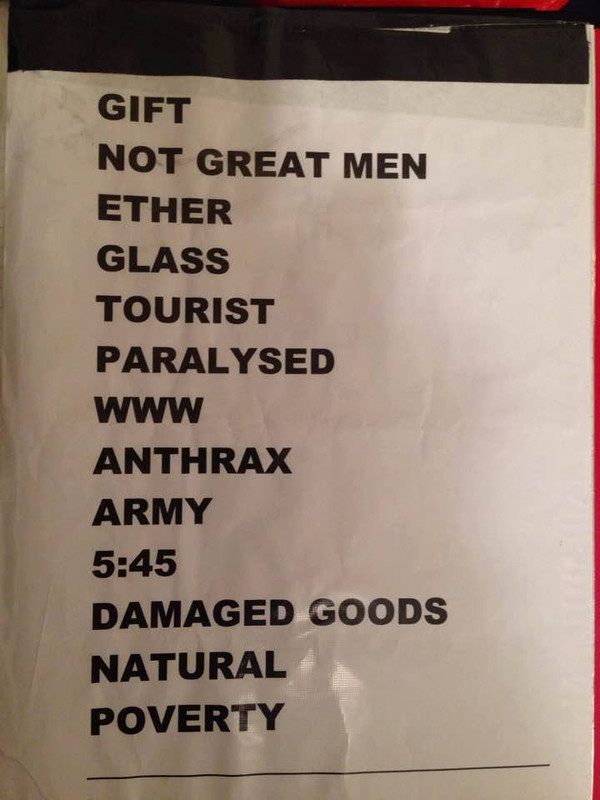 GIFT
NOT GREAT MEN
ETHER
GLASS
TOURIST
PARALYSED
WWW
ANTHRAX
ARMY
5:45
DAMAGED GOODS
NATURAL
POVERTY